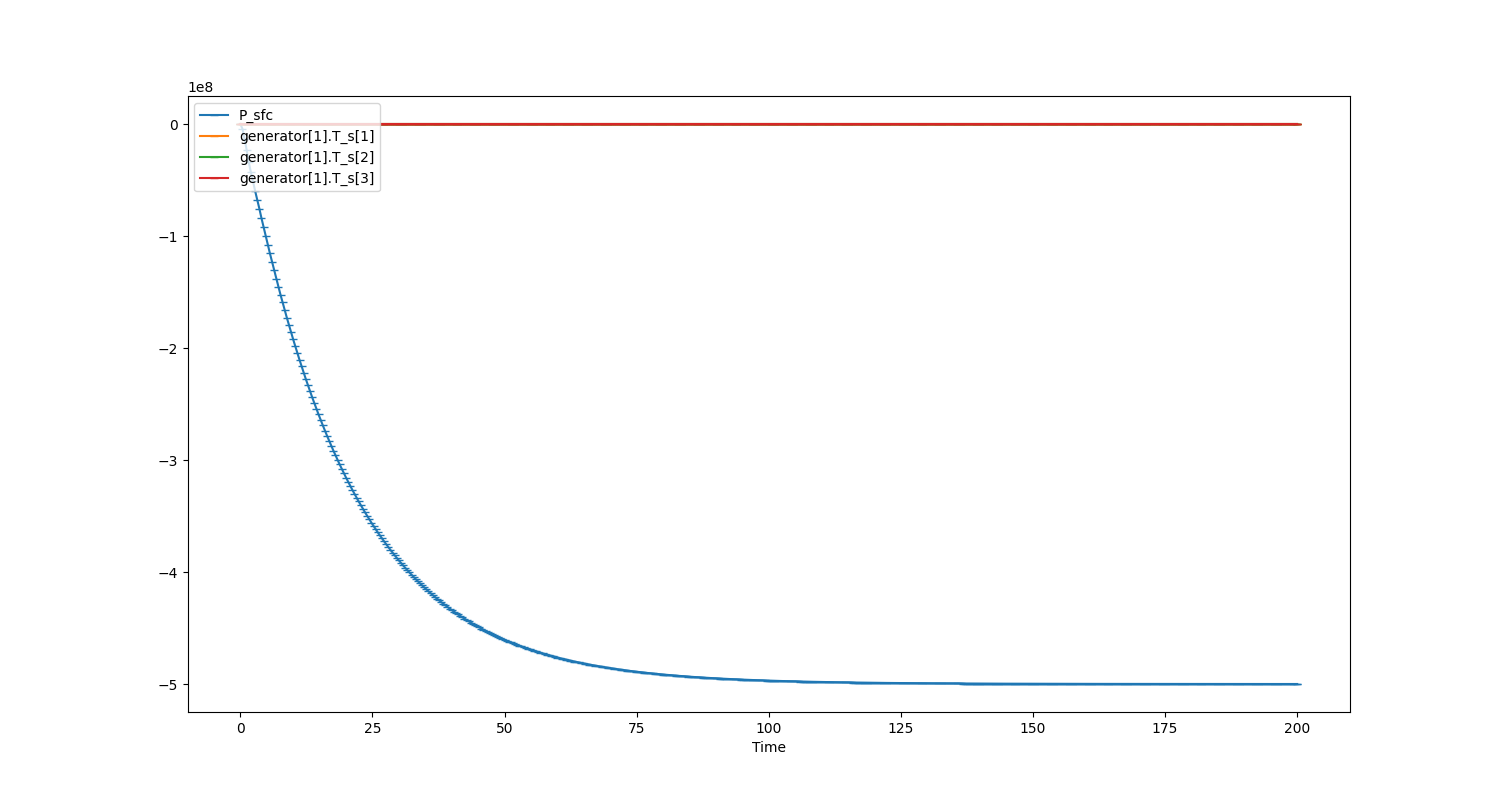 1e8
P_sfc
generator[1].T_s[1]
generator[1].T_s[2]
generator[1].T_s[3]
0
−1
−2
−3
−4
−5
0 25 50 75 100 125 150 175 200
Time